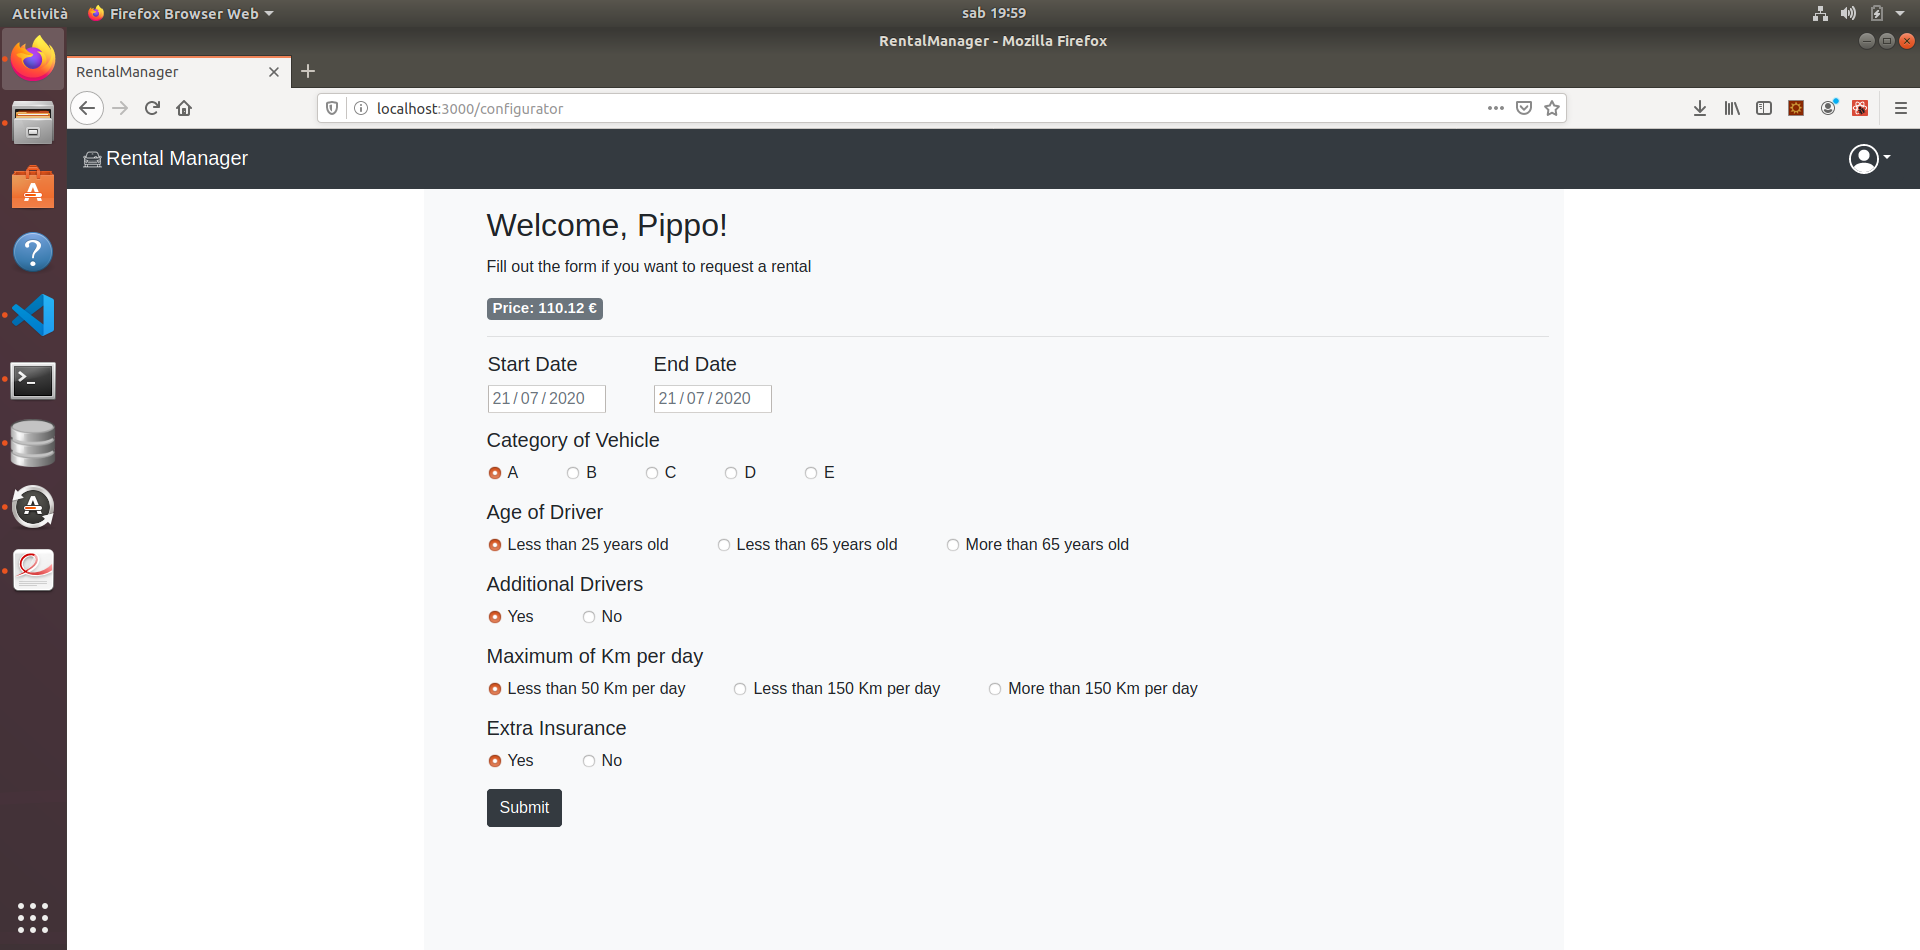 Attività Firefox Browser Web sab 19:59
RentalManager - Mozilla Firefox
RentalManager
localhost:3000/configurator
Rental Manager
Welcome, Pippo!
Fill out the form if you want to request a rental
Price: 110.12 €
Start Date End Date
21/07/2020 21/07/2020
Category of Vehicle
A B C D E
Age of Driver
Less than 25 years old Less than 65 years old More than 65 years old
Additional Drivers
Yes No
Maximum of Km per day
Less than 50 Km per day Less than 150 Km per day More than 150 Km per day
Extra Insurance
Yes No
Submit